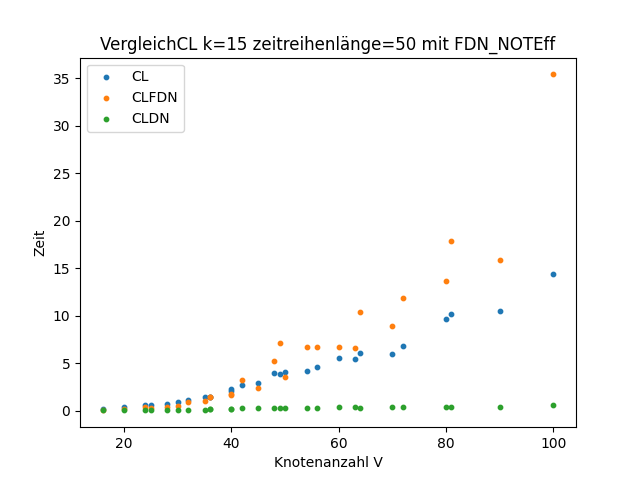 VergleichCL k=15 zeitreihenlänge=50 mit FDN_NOTEff
CL
CLFDN
CLDN
35
30
25
20
15
10
5
0
Zeit
20 40 60 80 100
Knotenanzahl V